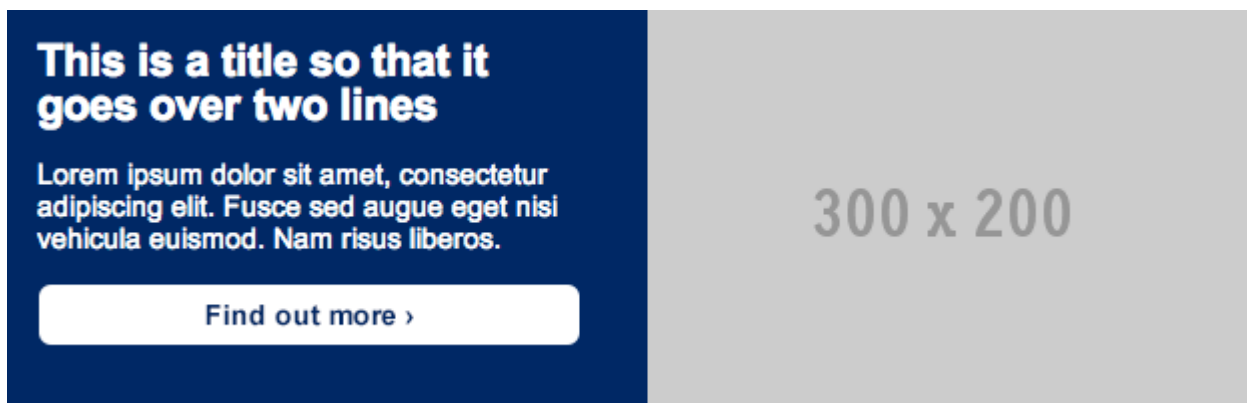 This is a title so that it
goes over two lines
Lorem ipsum dolor sit amet, consectetur
adipiscing elit. Fusce sed augue eget nisi
vehicula euismod. Nam risus liberos.
Find out more ›
300 x 200